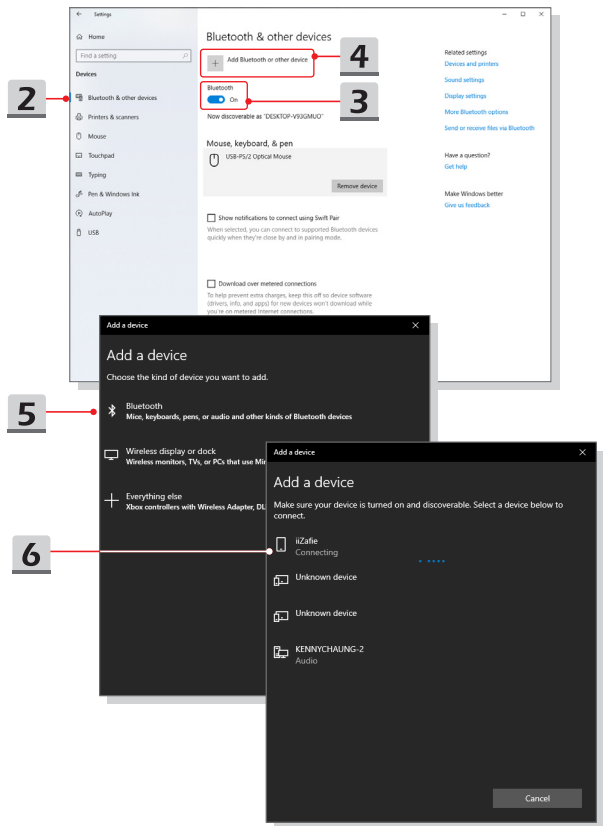 Settings
Home
Find a setting
Devices
Bluetooth & other devices
Printers & scanners
Mouse
Touchpad
Typing
Pen & Windows Ink
AutoPlay
USB
2
Bluetooth & other devices
Add Bluetooth or other device
4
Bluetooth
On
3
Now discoverable as "DESKTOP-V93GMUO"
Mouse, keyboard, & pen
USB-PS/2 Optical Mouse
Remove device
Show notifications to connect using Swift Pair
When selected, you can connect to supported Bluetooth devices
quickly when they're close by and in pairing mode.
Download over metered connections
To help prevent extra charges, keep this off so device software
(drivers, info, and apps) for new devices won't download while
you're on metered Internet connections.
Related settings
Devices and printers
Sound settings
Display settings
More Bluetooth options
Send or receive files via Bluetooth
Have a question?
Get help
Make Windows better
Give us feedback
Add a device
Add a device
Choose the kind of device you want to add.
5
Bluetooth
Mice, keyboards, pens, or audio and other kinds of Bluetooth devices
Wireless display or dock
Wireless monitors, TVs, or PCs that use Mi
Everything else
Xbox controllers with Wireless Adapter, DL
Add a device
Add a device
Make sure your device is turned on and discoverable. Select a device below to
connect.
6
iiZafie
Connecting
Unknown device
Unknown device
KENNYCHAUNG-2
Audio
Cancel